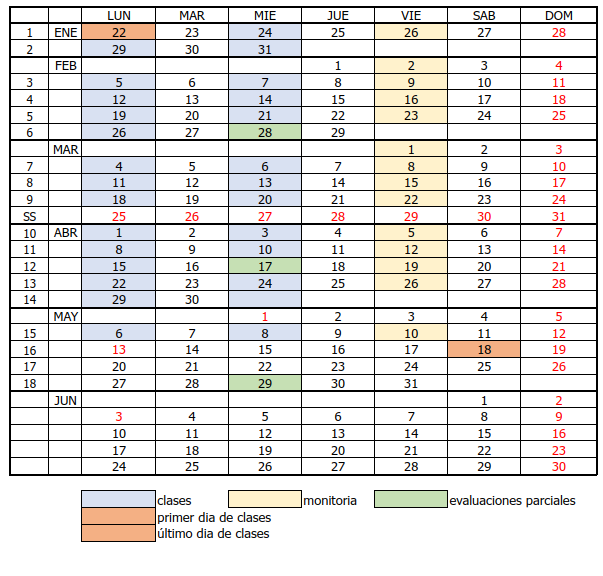 LUN MAR MIE JUE VIE SAB DOM
1 ENE 22 23 24 25 26 27 28
2 29 30 31
FEB 1 2 3 4
3 5 6 7 8 9 10 11
4 12 13 14 15 16 17 18
5 19 20 21 22 23 24 25
6 26 27 28 29
MAR 1 2 3
7 4 5 6 7 8 9 10
8 11 12 13 14 15 16 17
9 18 19 20 21 22 23 24
SS 25 26 27 28 29 30 31
10 ABR 1 2 3 4 5 6 7
11 8 9 10 11 12 13 14
12 15 16 17 18 19 20 21
13 22 23 24 25 26 27 28
14 29 30
MAY 1 2 3 4 5
15 6 7 8 9 10 11 12
16 13 14 15 16 17 18 19
17 20 21 22 23 24 25 26
18 27 28 29 30 31
JUN 1 2
3 4 5 6 7 8 9
10 11 12 13 14 15 16
17 18 19 20 21 22 23
24 25 26 27 28 29 30
clases monitoria evaluaciones parciales
primer dia de clases
último dia de clases